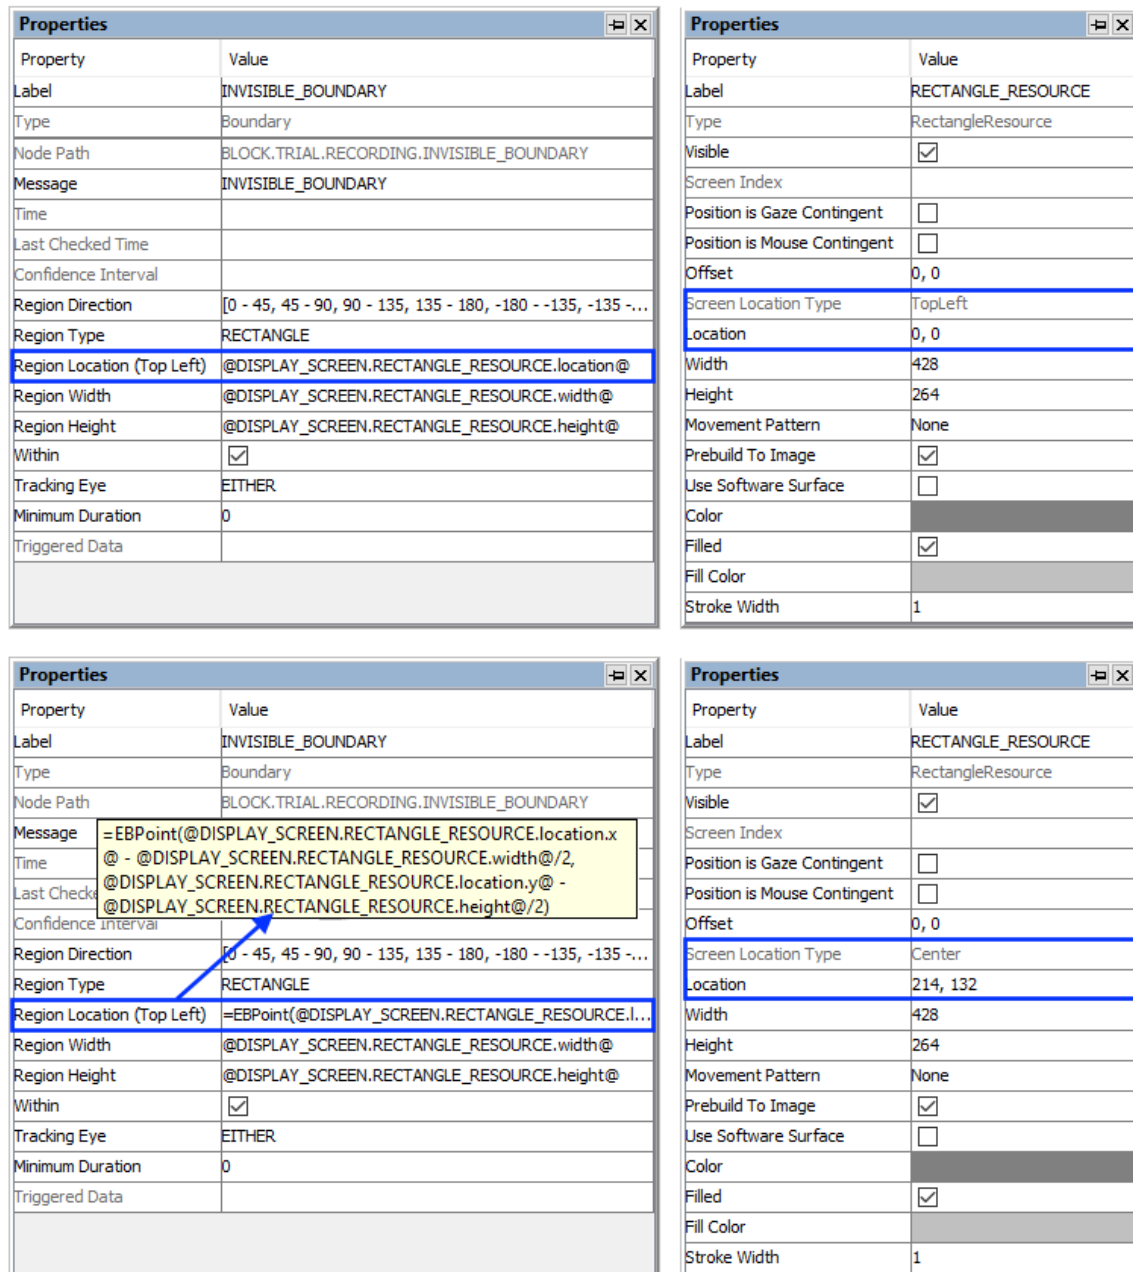 Properties
Property Value
Label INVISIBLE_BOUNDARY
Type Boundary
Node Path BLOCK.TRIAL.RECORDING.INVISIBLE_BOUNDARY
Message INVISIBLE_BOUNDARY
Time
Last Checked Time
Confidence Interval
Region Direction [0 - 45, 45 - 90, 90 - 135, 135 - 180, -180 - -135, -135 -...
Region Type RECTANGLE
Region Location (Top Left) @DISPLAY_SCREEN.RECTANGLE_RESOURCE.location@
Region Width @DISPLAY_SCREEN.RECTANGLE_RESOURCE.width@
Region Height @DISPLAY_SCREEN.RECTANGLE_RESOURCE.height@
Within
Tracking Eye EITHER
Minimum Duration 0
Triggered Data
Properties
Property Value
Label RECTANGLE_RESOURCE
Type RectangleResource
Visible
Screen Index
Position is Gaze Contingent
Position is Mouse Contingent
Offset 0, 0
Screen Location Type TopLeft
Location 0, 0
Width 428
Height 264
Movement Pattern None
Prebuild To Image
Use Software Surface
Color
Filled
Fill Color
Stroke Width 1
Properties
Property Value
Label INVISIBLE_BOUNDARY
Type Boundary
Node Path BLOCK.TRIAL.RECORDING.INVISIBLE_BOUNDARY
Message
Time
Last Checke
Confidence Interval
=EBPoint(@DISPLAY_SCREEN.RECTANGLE_RESOURCE.location.x
@ - @DISPLAY_SCREEN.RECTANGLE_RESOURCE.width@/2,
@DISPLAY_SCREEN.RECTANGLE_RESOURCE.location.y@ -
@DISPLAY_SCREEN.RECTANGLE_RESOURCE.height@/2)
Region Direction [0 - 45, 45 - 90, 90 - 135, 135 - 180, -180 - -135, -135 -...
Region Type RECTANGLE
Region Location (Top Left) =EBPoint(@DISPLAY_SCREEN.RECTANGLE_RESOURCE.l...
Region Width @DISPLAY_SCREEN.RECTANGLE_RESOURCE.width@
Region Height @DISPLAY_SCREEN.RECTANGLE_RESOURCE.height@
Within
Tracking Eye EITHER
Minimum Duration 0
Triggered Data
Properties
Property Value
Label RECTANGLE_RESOURCE
Type RectangleResource
Visible
Screen Index
Position is Gaze Contingent
Position is Mouse Contingent
Offset 0, 0
Screen Location Type Center
Location 214, 132
Width 428
Height 264
Movement Pattern None
Prebuild To Image
Use Software Surface
Color
Filled
Fill Color
Stroke Width 1